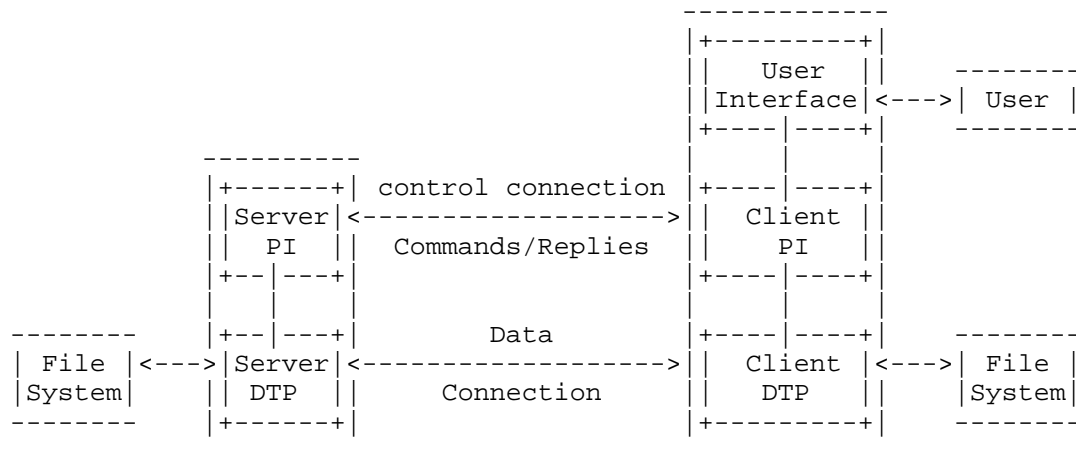 User
Interface User
control connection
Server Client
PI Commands/Replies PI
Data
File Server Client File
System DTP Connection DTP System